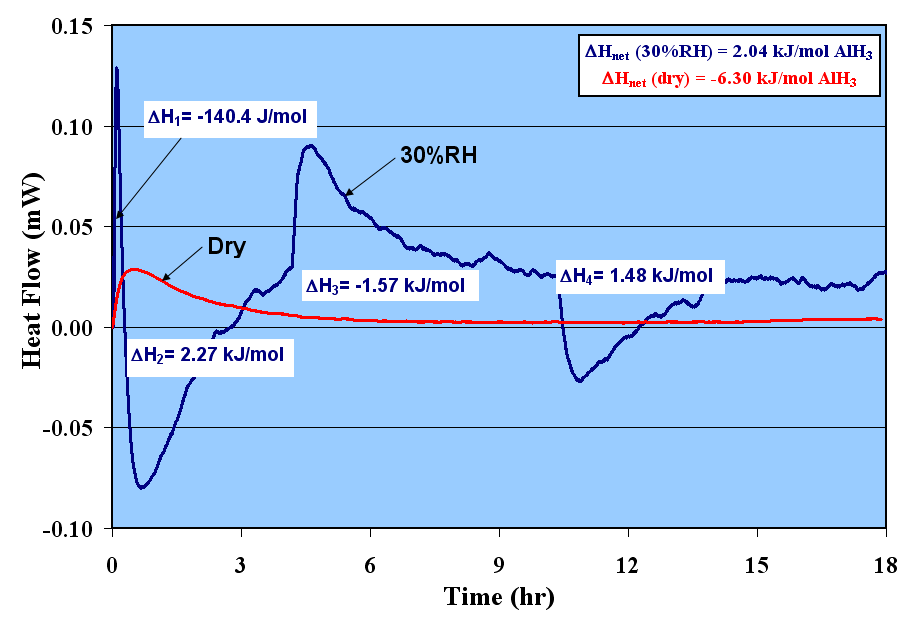 0.15
0.10
0.05
0.00
-0.05
-0.10
Heat Flow (mW)
ΔHnet (30%RH) = 2.04 kJ/mol AlH3
ΔHnet (dry) = -6.30 kJ/mol AlH3
ΔH1= -140.4 J/mol
30%RH
Dry
ΔH3= -1.57 kJ/mol
ΔH4= 1.48 kJ/mol
ΔH2= 2.27 kJ/mol
0 3 6 9 12 15 18
Time (hr)